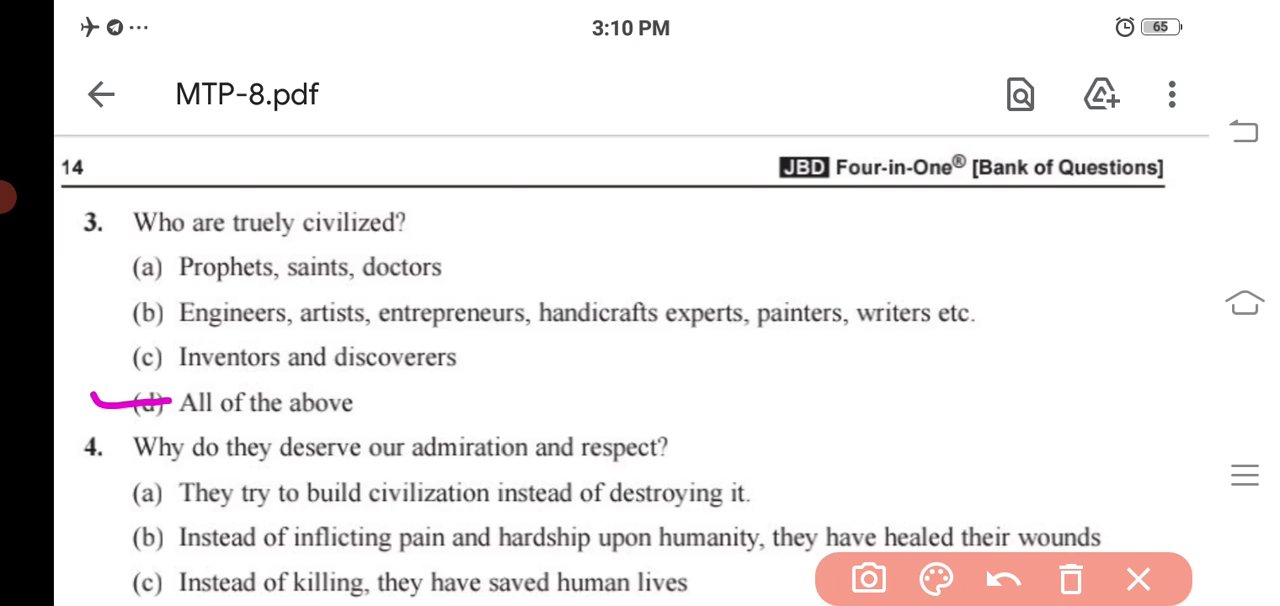 3:10 PM
65
MTP-8.pdf
14 JBD Four-in-One® [Bank of Questions]
3. Who are truely civilized?
(a) Prophets, saints, doctors
(b) Engineers, artists, entrepreneurs, handicrafts experts, painters, writers etc.
(c) Inventors and discoverers
(d) All of the above
4. Why do they deserve our admiration and respect?
(a) They try to build civilization instead of destroying it.
(b) Instead of inflicting pain and hardship upon humanity, they have healed their wounds
(c) Instead of killing, they have saved human lives